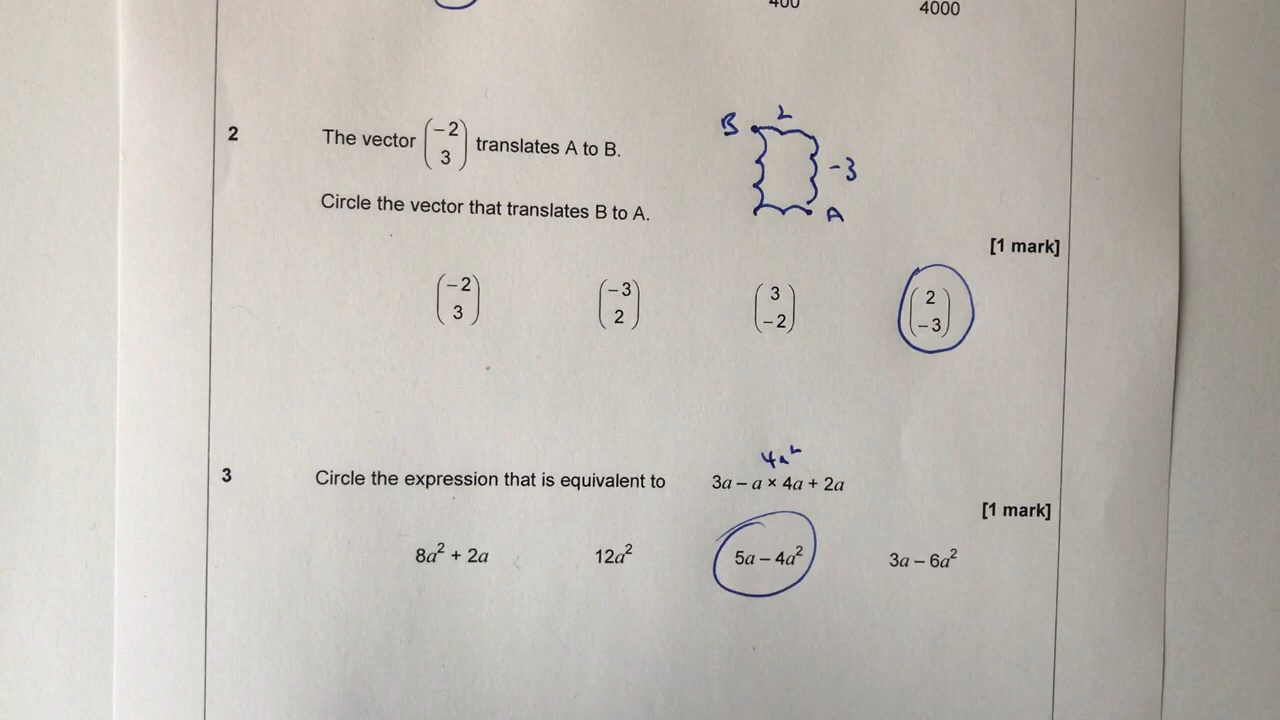 400 4000
2 The vector (−2 3) translates A to B.
B 2 -3 A
Circle the vector that translates B to A.
[1 mark]
(−2 3) (−3 2) (3 −2) (2 −3)
4a²
3 Circle the expression that is equivalent to 3a – a × 4a + 2a
[1 mark]
8a² + 2a 12a² 5a – 4a² 3a – 6a²